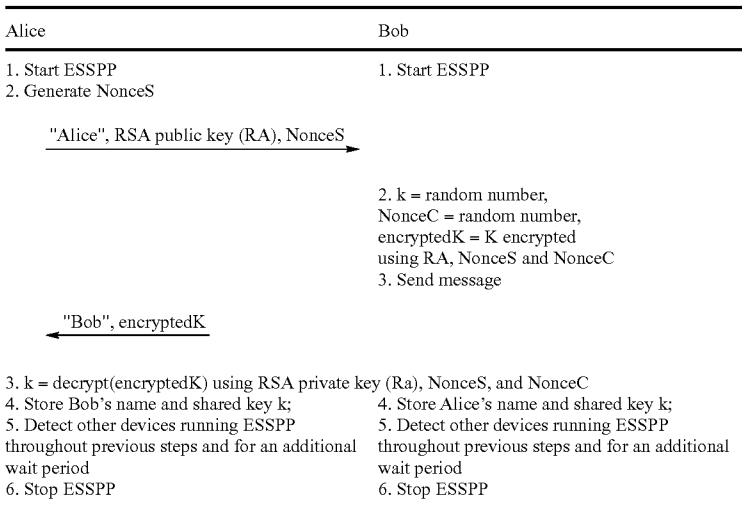 Alice Bob
1. Start ESSPP 1. Start ESSPP
2. Generate NonceS
"Alice", RSA public key (RA), NonceS
2. k = random number,
NonceC = random number,
encryptedK = K encrypted
using RA, NonceS and NonceC
3. Send message
"Bob", encryptedK
3. k = decrypt(encryptedK) using RSA private key (Ra), NonceS, and NonceC
4. Store Bob's name and shared key k; 4. Store Alice's name and shared key k;
5. Detect other devices running ESSPP 5. Detect other devices running ESSPP
throughout previous steps and for an additional throughout previous steps and for an additional
wait period wait period
6. Stop ESSPP 6. Stop ESSPP